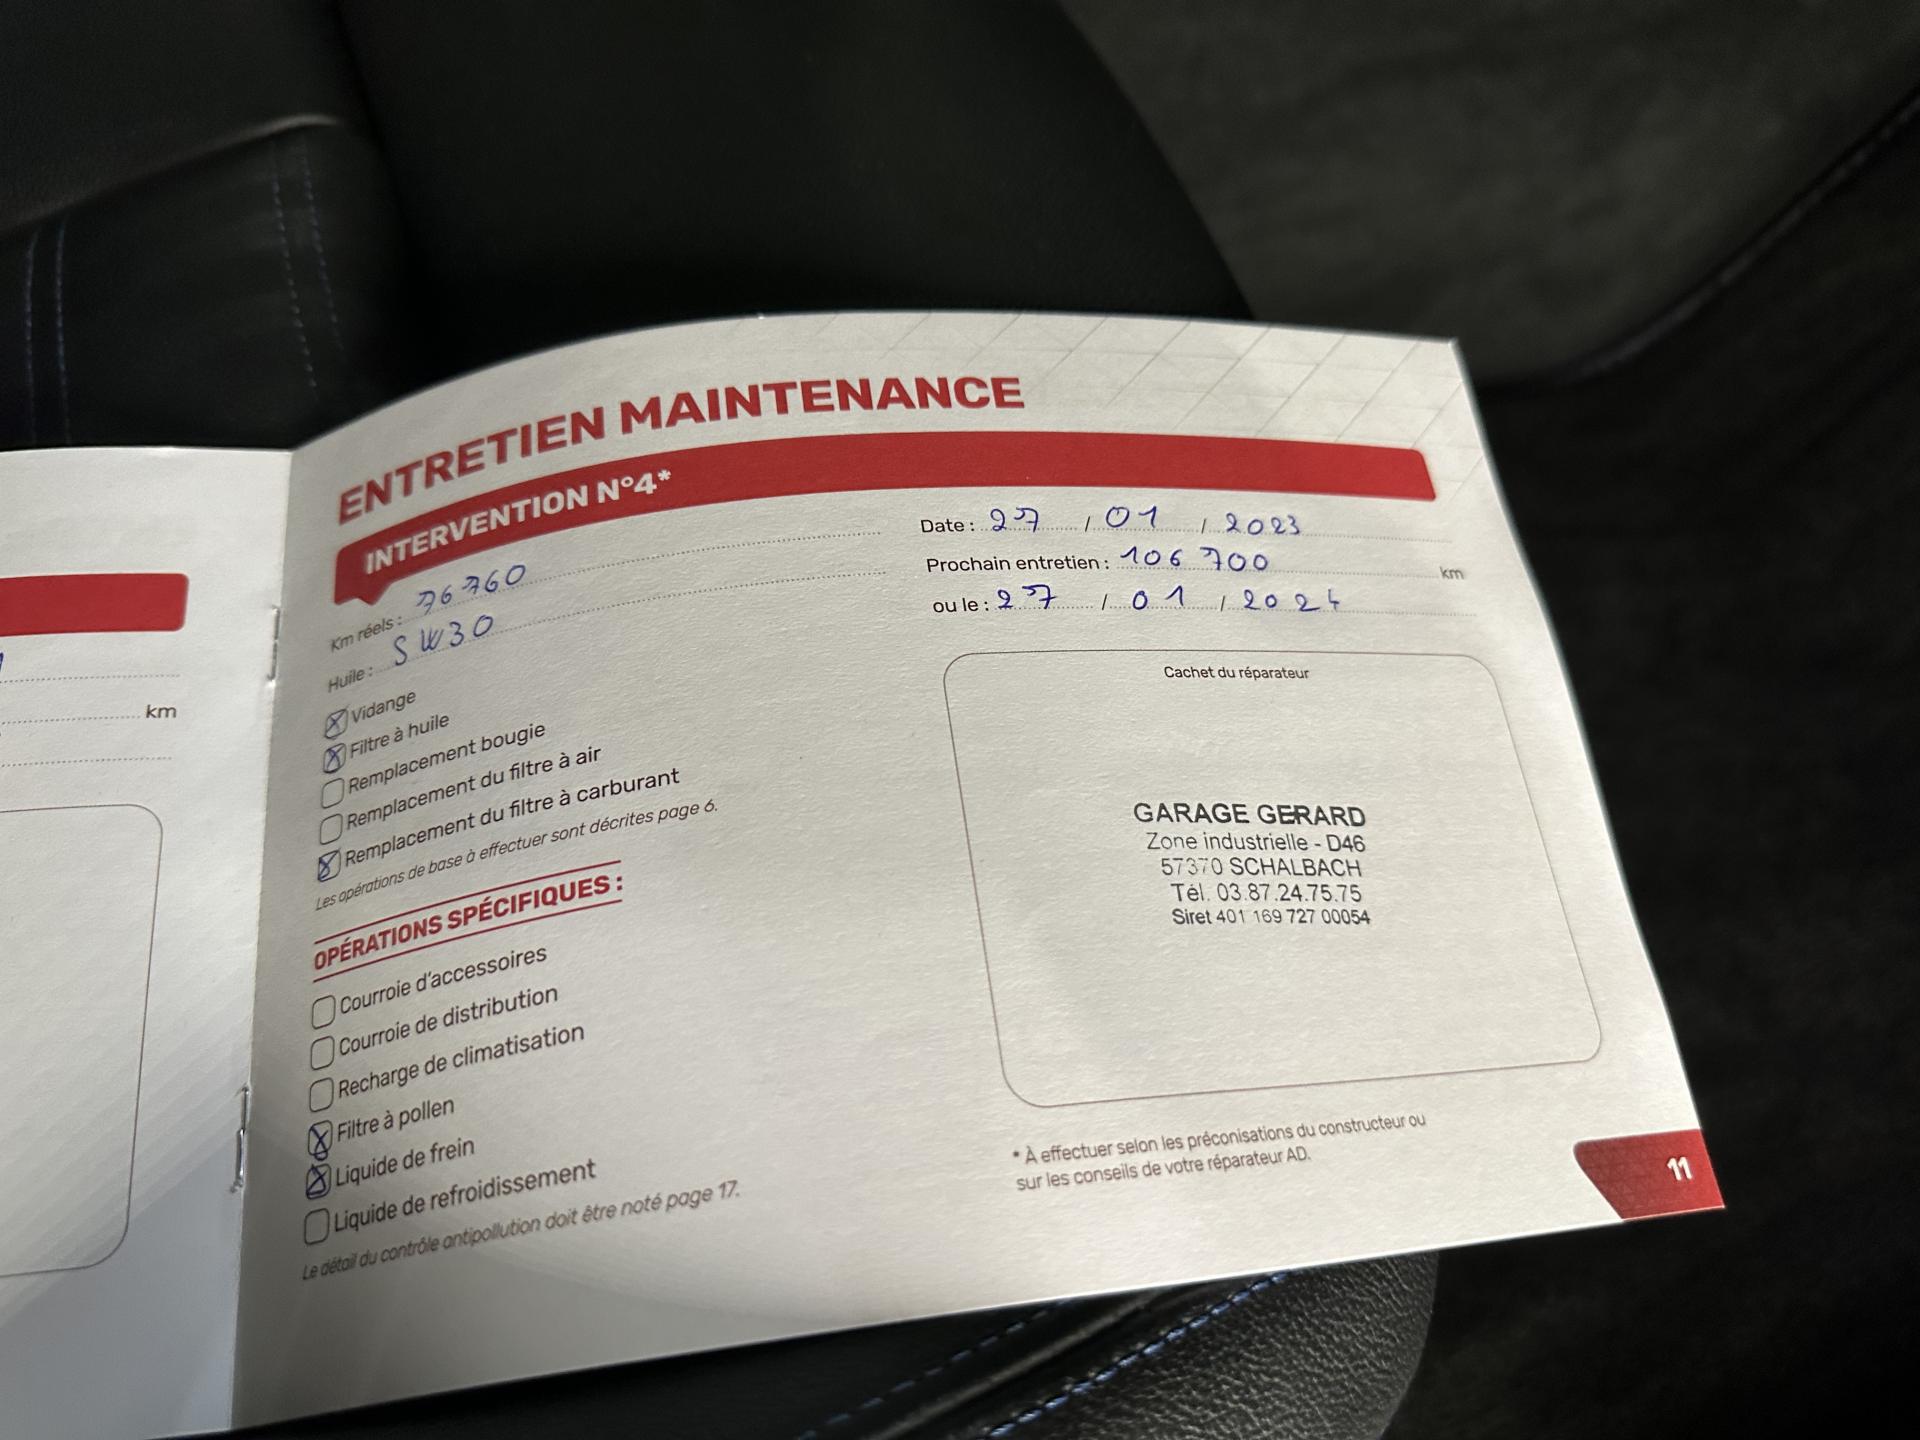 km
ENTRETIEN MAINTENANCE
INTERVENTION N°4*
Km réels : 76760
Huile : 5W30
Vidange
Filtre à huile
Remplacement bougie
Remplacement du filtre à air
Remplacement du filtre à carburant
Les opérations de base à effectuer sont décrites page 6.
OPÉRATIONS SPÉCIFIQUES :
Courroie d'accessoires
Courroie de distribution
Recharge de climatisation
Filtre à pollen
Liquide de frein
Liquide de refroidissement
Le détail du contrôle antipollution doit être noté page 17.
Date : 27 / 01 / 2023
Prochain entretien : 106 700 km
ou le : 27 / 01 / 2024
Cachet du réparateur
GARAGE GERARD
Zone industrielle - D46
57370 SCHALBACH
Tél. 03.87.24.75.75
Siret 401 169 727 00054
* À effectuer selon les préconisations du constructeur ou
sur les conseils de votre réparateur AD.
11